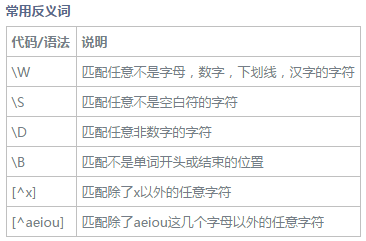 常用反义词
代码/语法 说明
\W 匹配任意不是字母，数字，下划线，汉字的字符
\S 匹配任意不是空白符的字符
\D 匹配任意非数字的字符
\B 匹配不是单词开头或结束的位置
[^x] 匹配除了x以外的任意字符
[^aeiou] 匹配除了aeiou这几个字母以外的任意字符